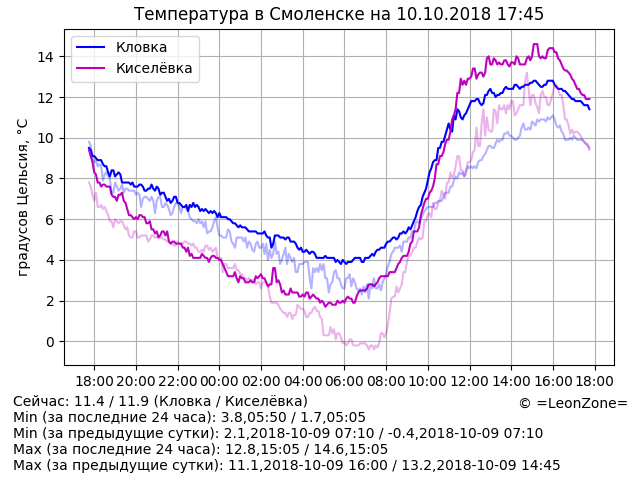 Температура в Смоленске на 10.10.2018 17:45
Кловка
Киселёвка
градусов Цельсия, °C
14
12
10
8
6
4
2
0
18:00 20:00 22:00 00:00 02:00 04:00 06:00 08:00 10:00 12:00 14:00 16:00 18:00
Сейчас: 11.4 / 11.9 (Кловка / Киселёвка)
© =LeonZone=
Min (за последние 24 часа): 3.8,05:50 / 1.7,05:05
Min (за предыдущие сутки): 2.1,2018-10-09 07:10 / -0.4,2018-10-09 07:10
Max (за последние 24 часа): 12.8,15:05 / 14.6,15:05
Max (за предыдущие сутки): 11.1,2018-10-09 16:00 / 13.2,2018-10-09 14:45